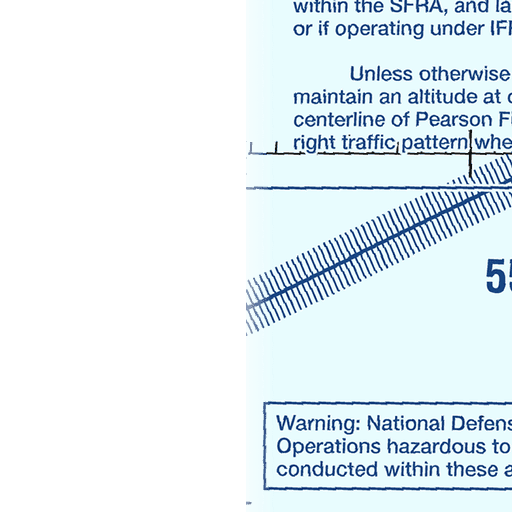 within the SFRA, and la
or if operating under IF
Unless otherwise
maintain an altitude at
centerline of Pearson F
right traffic pattern whe
55
Warning: National Defens
Operations hazardous to
conducted within these a